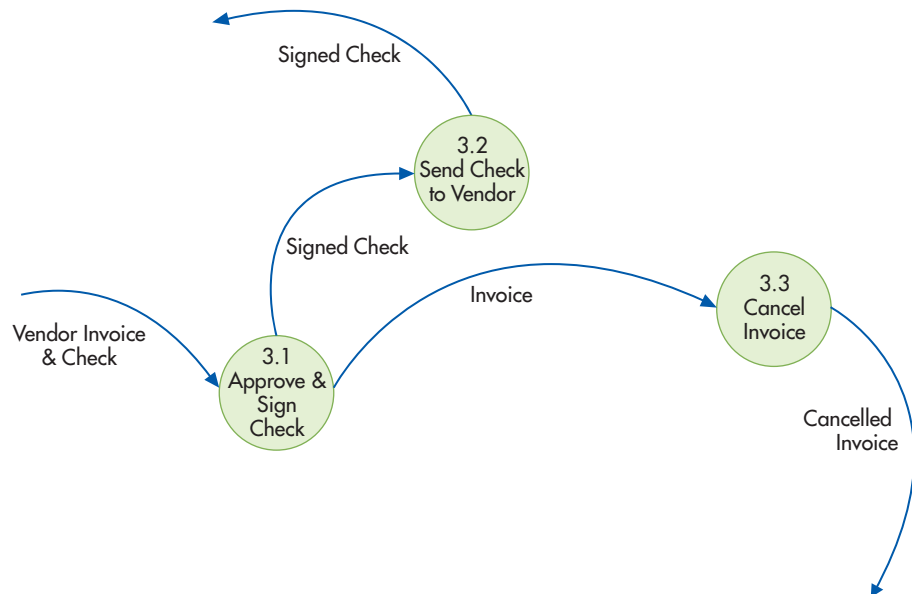 Signed Check
3.2
Send Check
to Vendor
Signed Check
Invoice
3.3
Cancel
Invoice
Vendor Invoice
& Check
3.1
Approve &
Sign
Check
Cancelled
Invoice